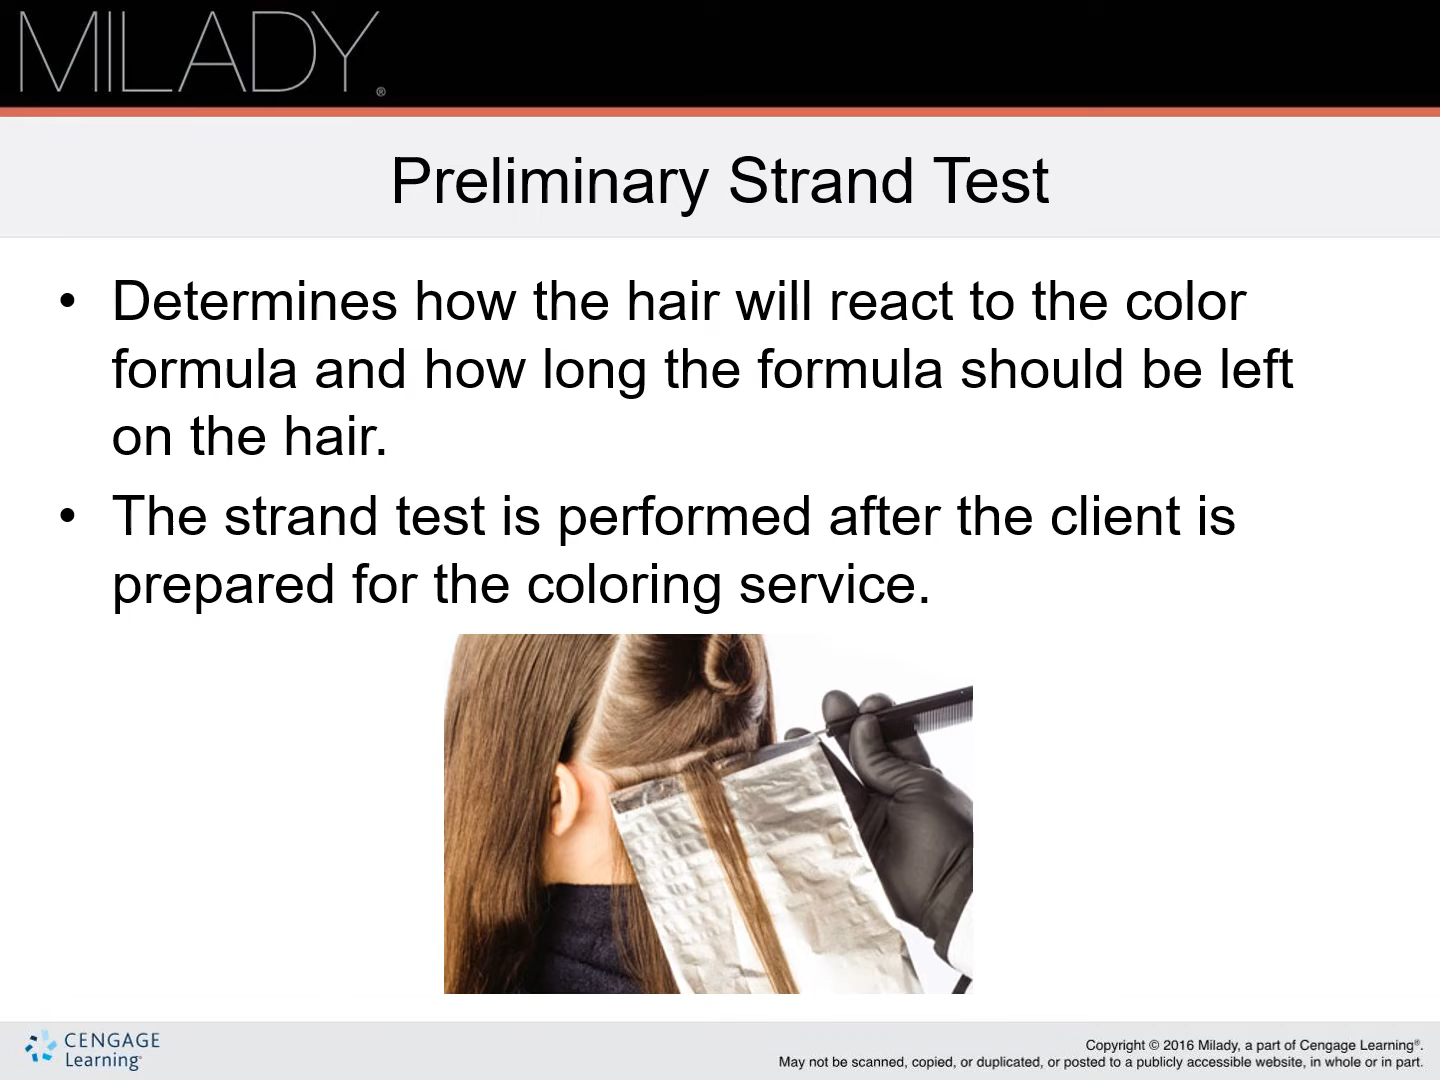 MILADY®
Preliminary Strand Test
• Determines how the hair will react to the color
formula and how long the formula should be left
on the hair.
• The strand test is performed after the client is
prepared for the coloring service.
CENGAGE
Learning®
Copyright © 2016 Milady, a part of Cengage Learning®.
May not be scanned, copied, or duplicated, or posted to a publicly accessible website, in whole or in part.